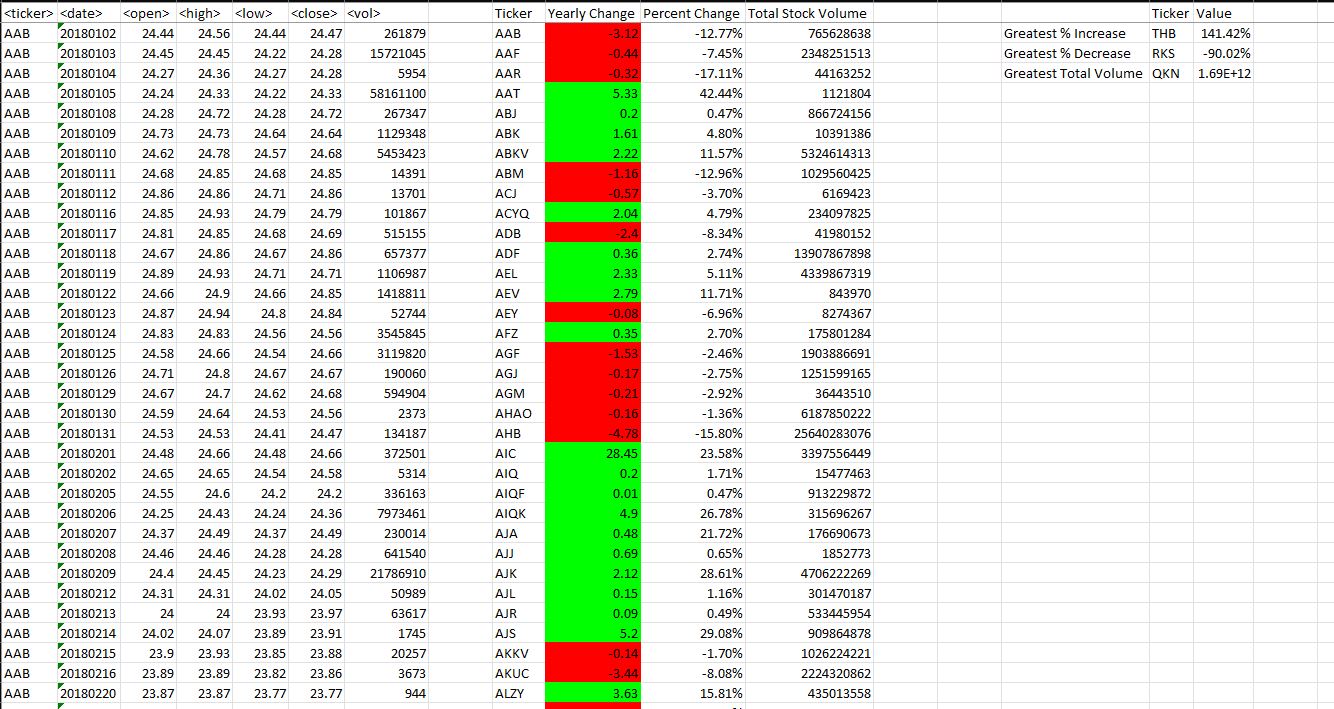 <ticker> <date> <open> <high> <low> <close> <vol> Ticker Yearly Change Percent Change Total Stock Volume Ticker Value
AAB 20180102 24.44 24.56 24.44 24.47 261879 AAB -3.12 -12.77% 765628638 Greatest % Increase THB 141.42%
AAB 20180103 24.45 24.45 24.22 24.28 15721045 AAF -0.44 -7.45% 2348251513 Greatest % Decrease RKS -90.02%
AAB 20180104 24.27 24.36 24.27 24.28 5954 AAR -0.32 -17.11% 44163252 Greatest Total Volume QKN 1.69E+12
AAB 20180105 24.24 24.33 24.22 24.33 58161100 AAT 5.33 42.44% 1121804
AAB 20180108 24.28 24.72 24.28 24.72 267347 ABJ 0.2 0.47% 866724156
AAB 20180109 24.73 24.73 24.64 24.64 1129348 ABK 1.61 4.80% 10391386
AAB 20180110 24.62 24.78 24.57 24.68 5453423 ABKV 2.22 11.57% 5324614313
AAB 20180111 24.68 24.85 24.68 24.85 14391 ABM -1.16 -12.96% 1029560425
AAB 20180112 24.86 24.86 24.71 24.86 13701 ACJ -0.57 -3.70% 6169423
AAB 20180116 24.85 24.93 24.79 24.79 101867 ACYQ 2.04 4.79% 234097825
AAB 20180117 24.81 24.85 24.68 24.69 515155 ADB -2.4 -8.34% 41980152
AAB 20180118 24.67 24.86 24.67 24.86 657377 ADF 0.36 2.74% 13907867898
AAB 20180119 24.89 24.93 24.71 24.71 1106987 AEL 2.33 5.11% 4339867319
AAB 20180122 24.66 24.9 24.66 24.85 1418811 AEV 2.79 11.71% 843970
AAB 20180123 24.87 24.94 24.8 24.84 52744 AEY -0.08 -6.96% 8274367
AAB 20180124 24.83 24.83 24.56 24.56 3545845 AFZ 0.35 2.70% 175801284
AAB 20180125 24.58 24.66 24.54 24.66 3119820 AGF -1.53 -2.46% 1903886691
AAB 20180126 24.71 24.8 24.67 24.67 190060 AGJ -0.17 -2.75% 1251599165
AAB 20180129 24.67 24.7 24.62 24.68 594904 AGM -0.21 -2.92% 36443510
AAB 20180130 24.59 24.64 24.53 24.56 2373 AHAO -0.16 -1.36% 6187850222
AAB 20180131 24.53 24.53 24.41 24.47 134187 AHB -4.78 -15.80% 25640283076
AAB 20180201 24.48 24.66 24.48 24.66 372501 AIC 28.45 23.58% 3397556449
AAB 20180202 24.65 24.65 24.54 24.58 5314 AIQ 0.2 1.71% 15477463
AAB 20180205 24.55 24.6 24.2 24.2 336163 AIQF 0.01 0.47% 913229872
AAB 20180206 24.25 24.43 24.24 24.36 7973461 AIQK 4.9 26.78% 315696267
AAB 20180207 24.37 24.49 24.37 24.49 230014 AJA 0.48 21.72% 176690673
AAB 20180208 24.46 24.46 24.28 24.28 641540 AJJ 0.69 0.65% 1852773
AAB 20180209 24.4 24.45 24.23 24.29 21786910 AJK 2.12 28.61% 4706222269
AAB 20180212 24.31 24.31 24.02 24.05 50989 AJL 0.15 1.16% 301470187
AAB 20180213 24 24 23.93 23.97 63617 AJR 0.09 0.49% 533445954
AAB 20180214 24.02 24.07 23.89 23.91 1745 AJS 5.2 29.08% 909864878
AAB 20180215 23.9 23.93 23.85 23.88 20257 AKKV -0.14 -1.70% 1026224221
AAB 20180216 23.89 23.89 23.82 23.86 3673 AKUC -3.44 -8.08% 2224320862
AAB 20180220 23.87 23.87 23.77 23.77 944 ALZY 3.63 15.81% 435013558